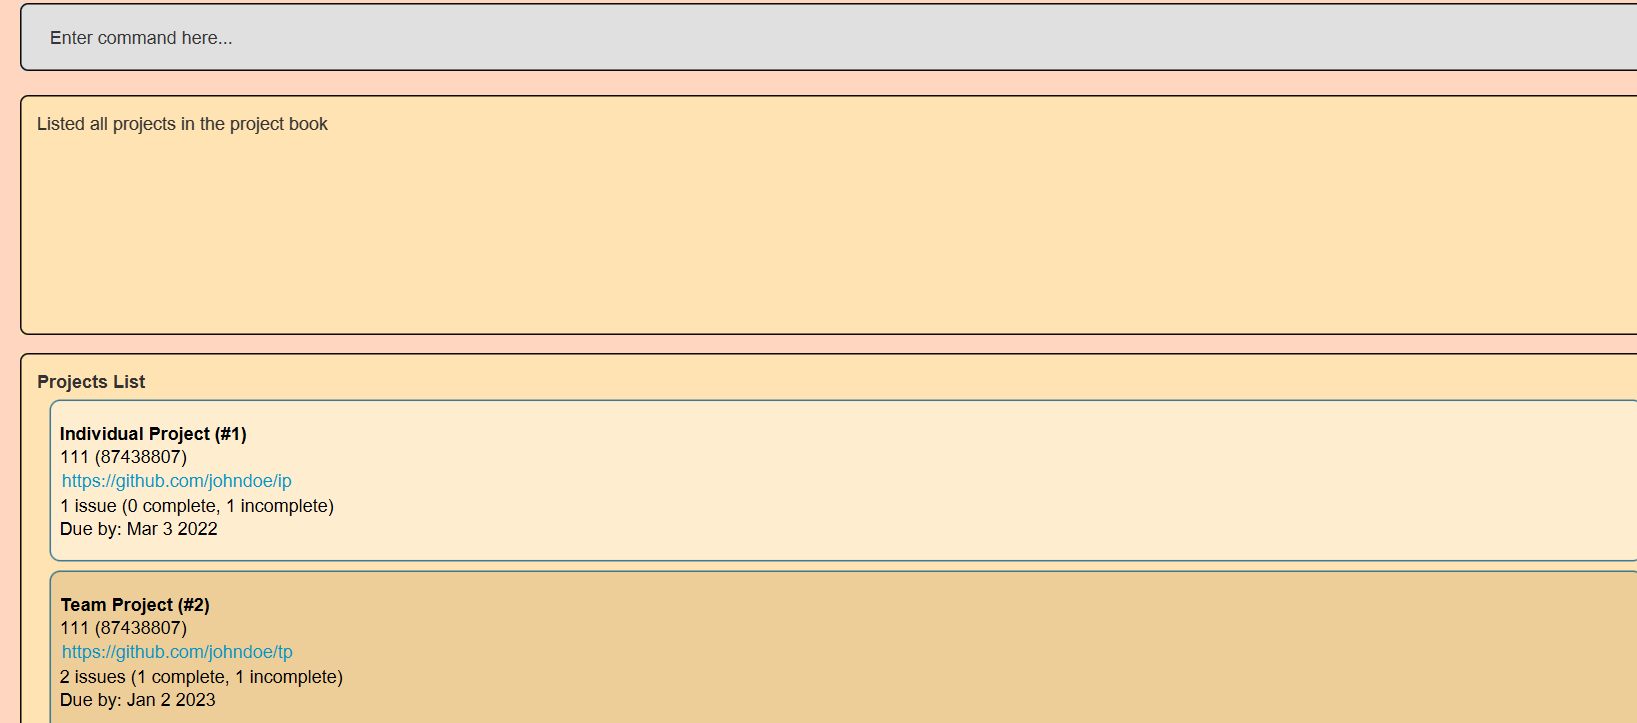 Enter command here...
Listed all projects in the project book
Projects List
Individual Project (#1)
111 (87438807)
https://github.com/johndoe/ip
1 issue (0 complete, 1 incomplete)
Due by: Mar 3 2022
Team Project (#2)
111 (87438807)
https://github.com/johndoe/tp
2 issues (1 complete, 1 incomplete)
Due by: Jan 2 2023